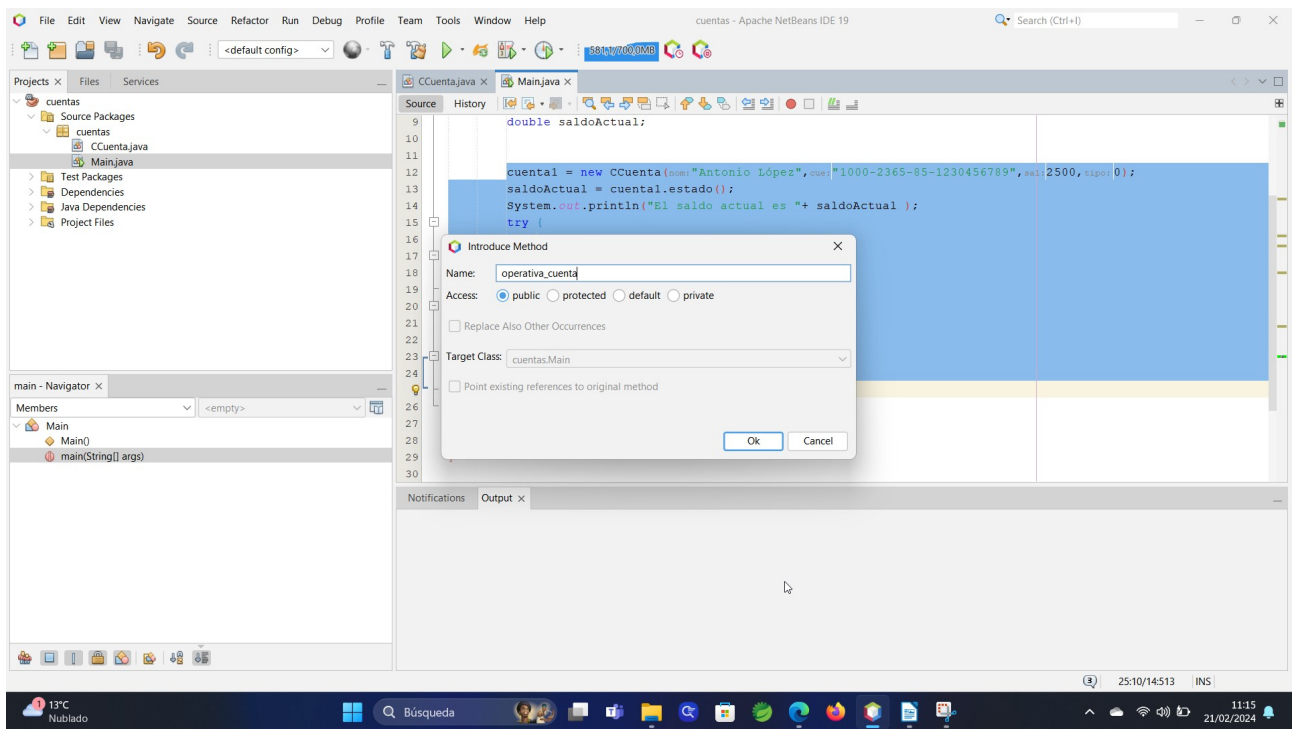 File Edit View Navigate Source Refactor Run Debug Profile Team Tools Window Help
cuentas - Apache NetBeans IDE 19
Search (Ctrl+I)
<default config>
581,1/700,0MB
Projects Files Services
cuentas
Source Packages
cuentas
CCuenta.java
Main.java
Test Packages
Dependencies
Java Dependencies
Project Files
CCuenta.java Main.java
Source History
9 double saldoActual;
10
11
12 cuenta1 = new CCuenta(nom:"Antonio López",cue:"1000-2365-85-1230456789",sal:2500,tipo:0);
13 saldoActual = cuenta1.estado();
14 System.out.println("El saldo actual es "+ saldoActual );
15 try {
16
17
18
19
20
21
22
23
24
26
27
28
29
30
Introduce Method
Name: operativa_cuenta
Access: public protected default private
Replace Also Other Occurrences
Target Class: cuentas.Main
Point existing references to original method
Ok Cancel
main - Navigator
Members <empty>
Main
Main()
main(String[] args)
Notifications Output
3 25:10/14:513 INS
1 13°C
Nublado
Búsqueda
11:15
21/02/2024